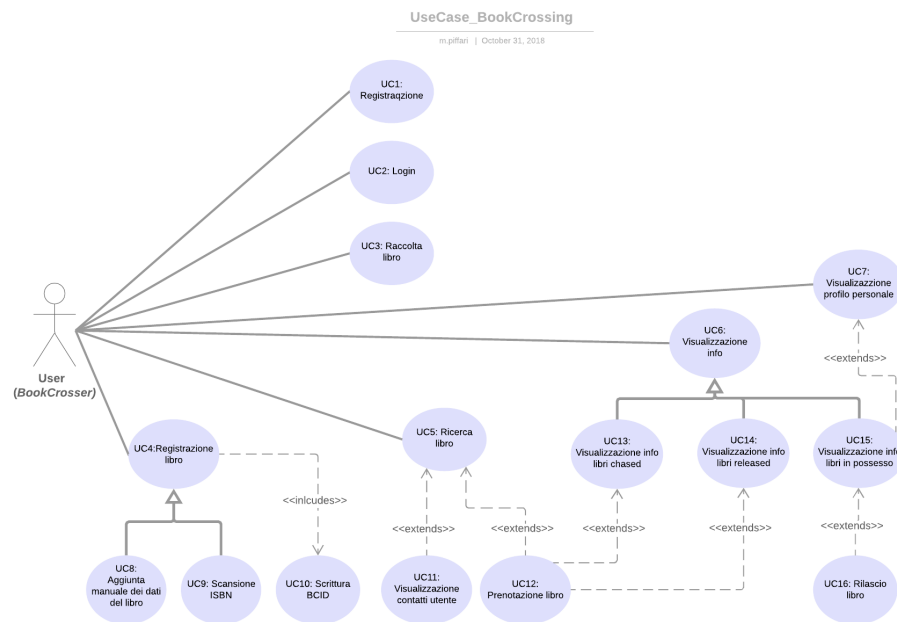 UseCase_BookCrossing
m.piffari | October 31, 2018
UC1:
Registraqzione
UC2: Login
UC3: Raccolta
libro
UC7:
Visualizazzione
profilo personale
UC6:
Visualizzazione
info
<<extends>>
User
(BookCrosser)
UC4:Registrazione
libro
UC5: Ricerca
libro
UC13:
Visualizzazione info
libri chased
UC14:
Visualizzazione info
libri released
UC15:
Visualizzazione info
libri in possesso
<<inlcudes>>
<<extends>>
<<extends>>
<<extends>>
<<extends>>
<<extends>>
UC8:
Aggiunta
manuale dei dati
del libro
UC9: Scansione
ISBN
UC10: Scrittura
BCID
UC11:
Visualizzazione
contatti utente
UC12:
Prenotazione libro
UC16: Rilascio
libro